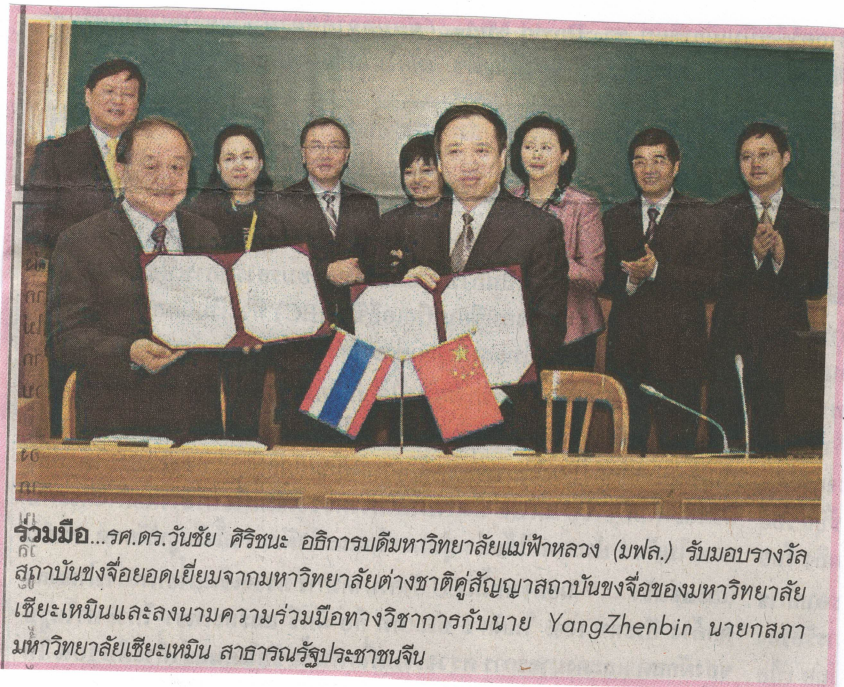 ร่วมมือ...รศ.ดร.วันชัย ศิริชนะ อธิการบดีมหาวิทยาลัยแม่ฟ้าหลวง (มฟล.) รับมอบรางวัล
สถาบันขงจื่อยอดเยี่ยมจากมหาวิทยาลัยต่างชาติคู่สัญญาสถาบันขงจื่อของมหาวิทยาลัย
เซียะเหมินและลงนามความร่วมมือทางวิชาการกับนาย YangZhenbin นายกสภา
มหาวิทยาลัยเซียะเหมิน สาธารณรัฐประชาชนจีน